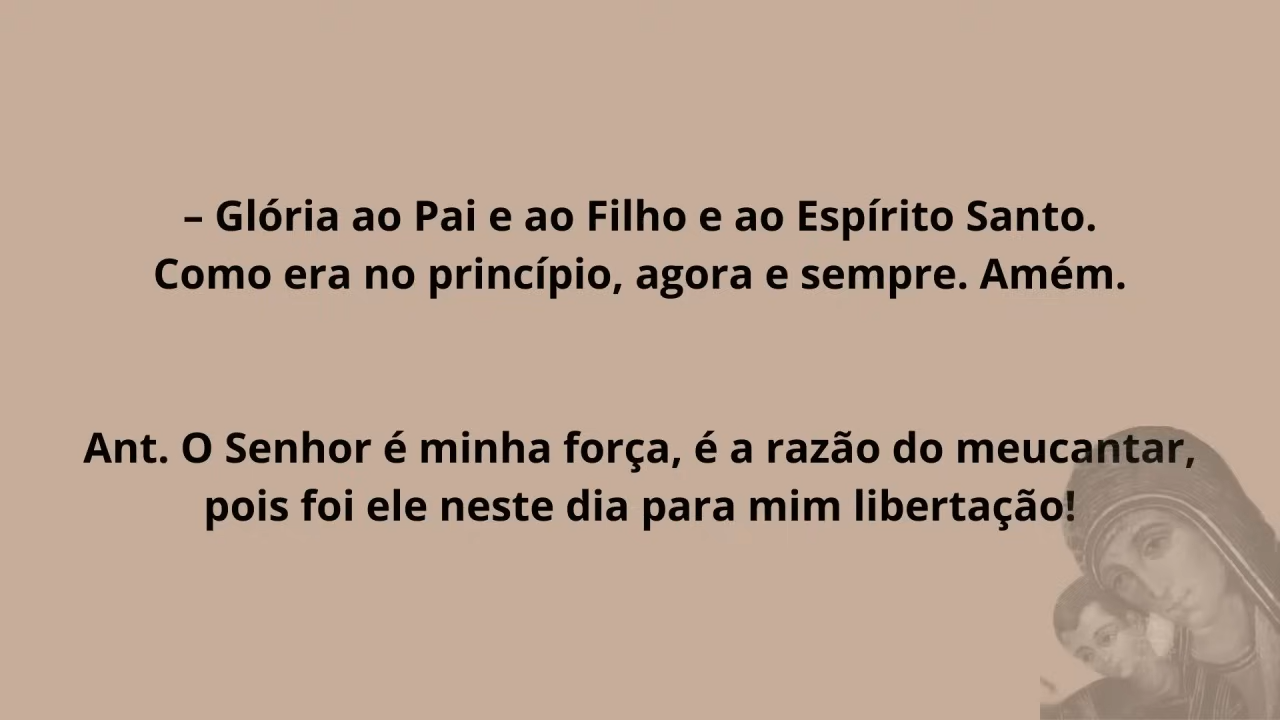 – Glória ao Pai e ao Filho e ao Espírito Santo.
Como era no princípio, agora e sempre. Amém.
Ant. O Senhor é minha força, é a razão do meucantar,
pois foi ele neste dia para mim libertação!